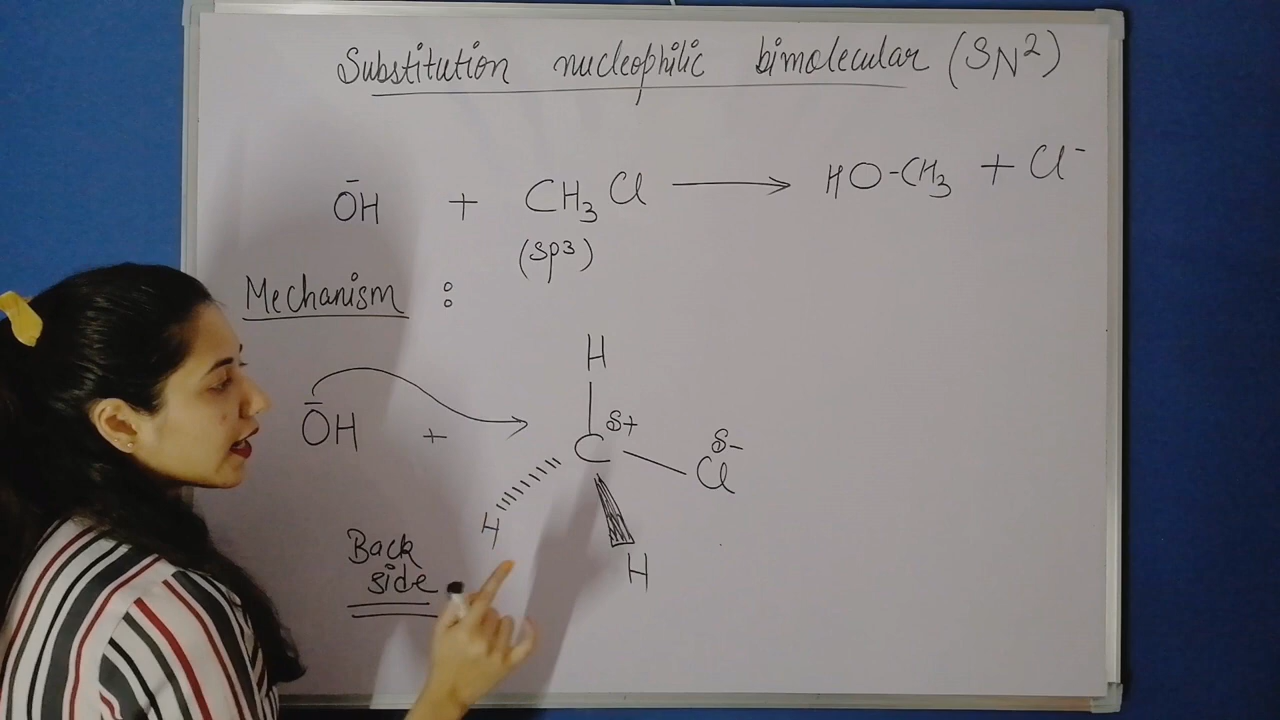 Substitution nucleophilic bimolecular (SN²)
ŌH + CH₃Cl ⟶ HO-CH₃ + Cl⁻
(sp3)
Mechanism :
H
ŌH + C δ+ Cl δ-
H
H
Back
side